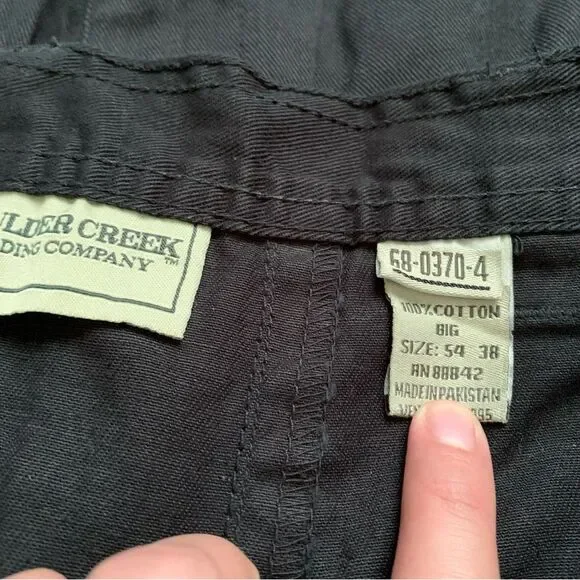 ULDER CREEK
DING COMPANY™
68-0370-4
100% COTTON
BIG
SIZE: 54 38
RN 88842
MADE IN PAKISTAN